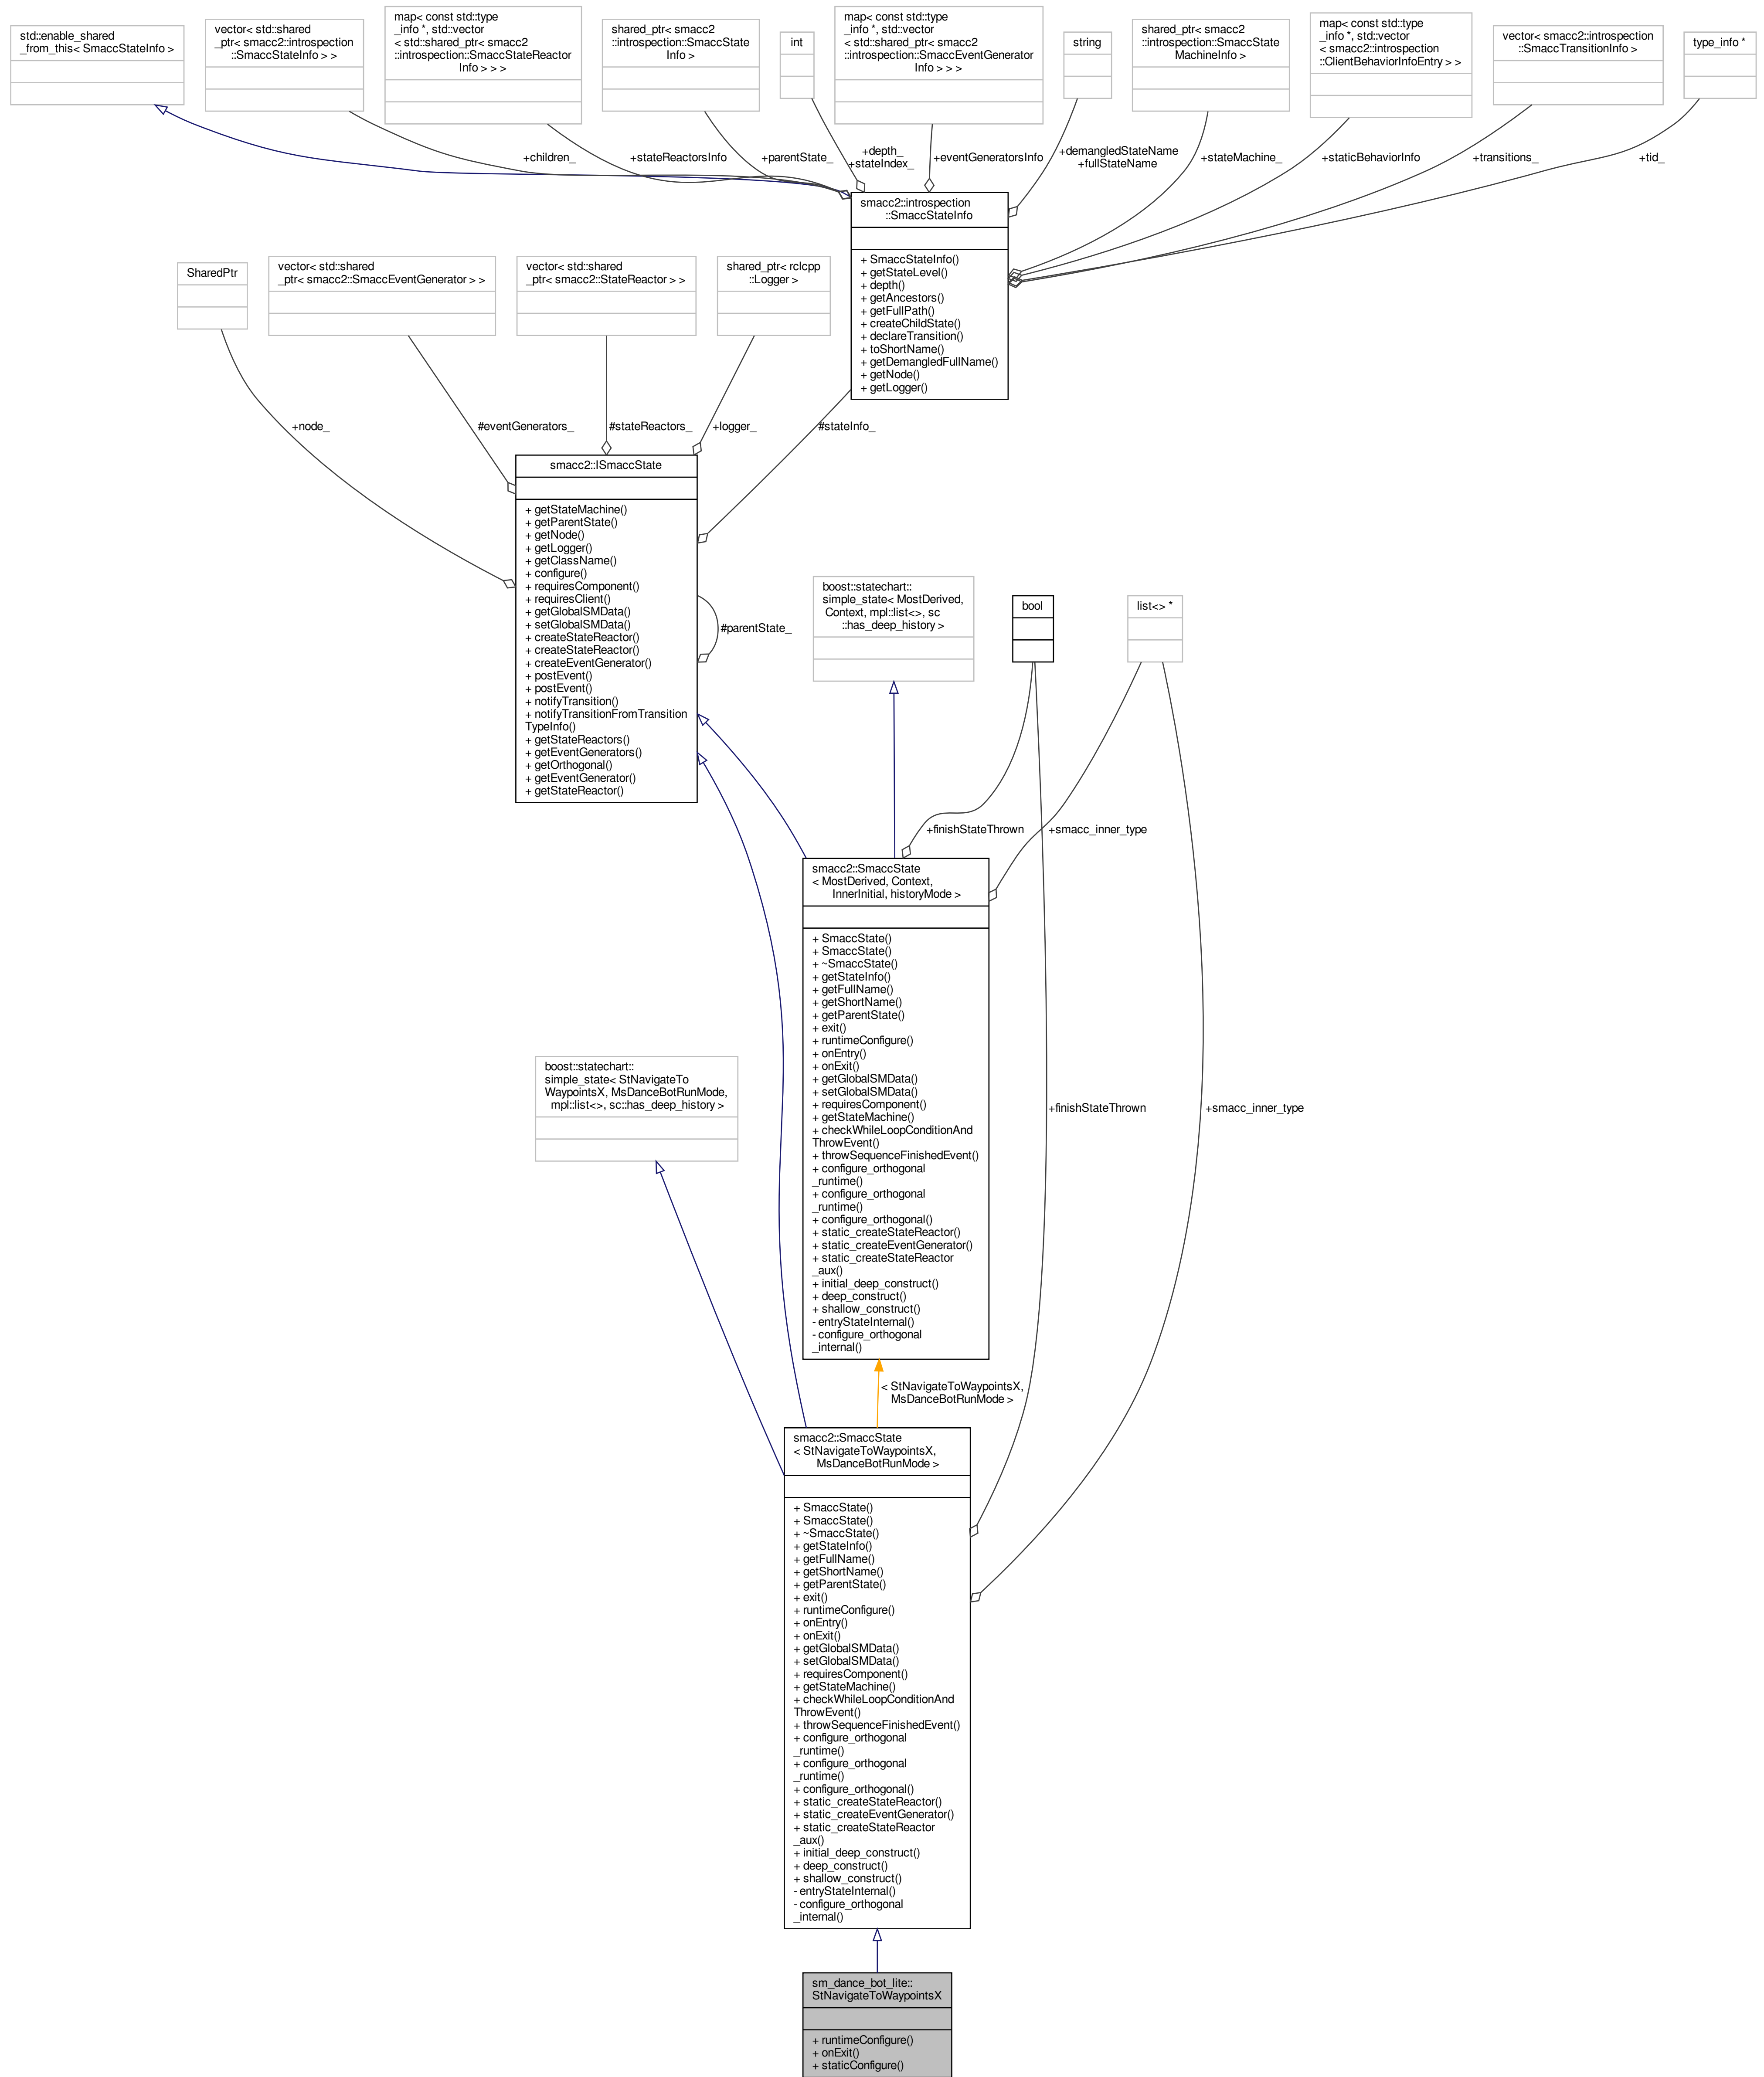 std::enable_shared
_from_this< SmaccStateInfo >
vector< std::shared
_ptr< smacc2::introspection
::SmaccStateInfo > >
map< const std::type
_info *, std::vector
< std::shared_ptr< smacc2
::introspection::SmaccStateReactor
Info > > >
shared_ptr< smacc2
::introspection::SmaccState
Info >
int
map< const std::type
_info *, std::vector
< std::shared_ptr< smacc2
::introspection::SmaccEventGenerator
Info > > >
string
shared_ptr< smacc2
::introspection::SmaccState
MachineInfo >
map< const std::type
_info *, std::vector
< smacc2::introspection
::ClientBehaviorInfoEntry > >
vector< smacc2::introspection
::SmaccTransitionInfo >
type_info *
+children_
+stateReactorsInfo
+parentState_
+depth_
+stateIndex_
+eventGeneratorsInfo
+demangledStateName
+fullStateName
+stateMachine_
+staticBehaviorInfo
+transitions_
+tid_
smacc2::introspection
::SmaccStateInfo
+ SmaccStateInfo()
+ getStateLevel()
+ depth()
+ getAncestors()
+ getFullPath()
+ createChildState()
+ declareTransition()
+ toShortName()
+ getDemangledFullName()
+ getNode()
+ getLogger()
SharedPtr
vector< std::shared
_ptr< smacc2::SmaccEventGenerator > >
vector< std::shared
_ptr< smacc2::StateReactor > >
shared_ptr< rclcpp
::Logger >
+node_
#eventGenerators_
#stateReactors_
+logger_
#stateInfo_
smacc2::ISmaccState
+ getStateMachine()
+ getParentState()
+ getNode()
+ getLogger()
+ getClassName()
+ configure()
+ requiresComponent()
+ requiresClient()
+ getGlobalSMData()
+ setGlobalSMData()
+ createStateReactor()
+ createStateReactor()
+ createEventGenerator()
+ postEvent()
+ postEvent()
+ notifyTransition()
+ notifyTransitionFromTransition
TypeInfo()
+ getStateReactors()
+ getEventGenerators()
+ getOrthogonal()
+ getEventGenerator()
+ getStateReactor()
#parentState_
boost::statechart::
simple_state< MostDerived,
Context, mpl::list<>, sc
::has_deep_history >
bool
list<> *
+finishStateThrown
+smacc_inner_type
smacc2::SmaccState
< MostDerived, Context,
InnerInitial, historyMode >
+ SmaccState()
+ SmaccState()
+ ~SmaccState()
+ getStateInfo()
+ getFullName()
+ getShortName()
+ getParentState()
+ exit()
+ runtimeConfigure()
+ onEntry()
+ onExit()
+ getGlobalSMData()
+ setGlobalSMData()
+ requiresComponent()
+ getStateMachine()
+ checkWhileLoopConditionAnd
ThrowEvent()
+ throwSequenceFinishedEvent()
+ configure_orthogonal
_runtime()
+ configure_orthogonal
_runtime()
+ configure_orthogonal()
+ static_createStateReactor()
+ static_createEventGenerator()
+ static_createStateReactor
_aux()
+ initial_deep_construct()
+ deep_construct()
+ shallow_construct()
- entryStateInternal()
- configure_orthogonal
_internal()
boost::statechart::
simple_state< StNavigateTo
WaypointsX, MsDanceBotRunMode,
mpl::list<>, sc::has_deep_history >
+finishStateThrown
+smacc_inner_type
< StNavigateToWaypointsX,
MsDanceBotRunMode >
smacc2::SmaccState
< StNavigateToWaypointsX,
MsDanceBotRunMode >
+ SmaccState()
+ SmaccState()
+ ~SmaccState()
+ getStateInfo()
+ getFullName()
+ getShortName()
+ getParentState()
+ exit()
+ runtimeConfigure()
+ onEntry()
+ onExit()
+ getGlobalSMData()
+ setGlobalSMData()
+ requiresComponent()
+ getStateMachine()
+ checkWhileLoopConditionAnd
ThrowEvent()
+ throwSequenceFinishedEvent()
+ configure_orthogonal
_runtime()
+ configure_orthogonal
_runtime()
+ configure_orthogonal()
+ static_createStateReactor()
+ static_createEventGenerator()
+ static_createStateReactor
_aux()
+ initial_deep_construct()
+ deep_construct()
+ shallow_construct()
- entryStateInternal()
- configure_orthogonal
_internal()
sm_dance_bot_lite::
StNavigateToWaypointsX
+ runtimeConfigure()
+ onExit()
+ staticConfigure()